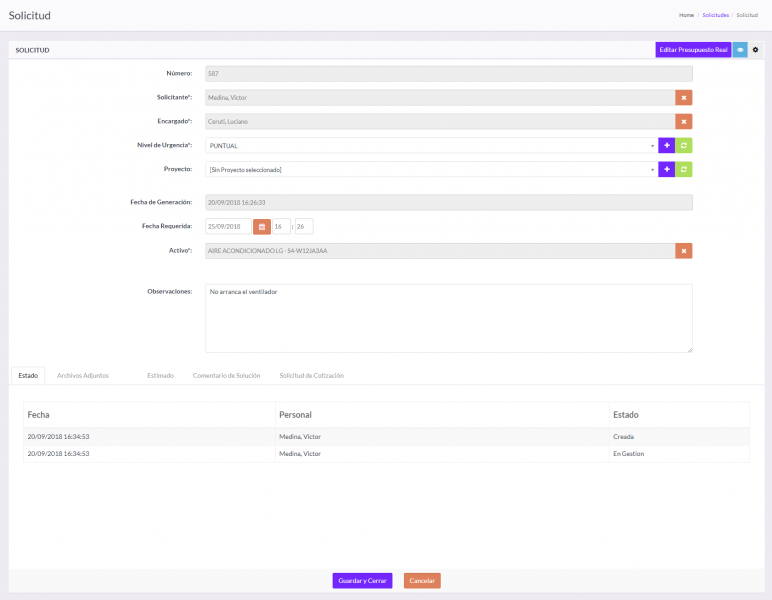 Solicitud
Home / Solicitudes / Solicitud
SOLICITUD
Editar Presupuesto Real
Número: 587
Solicitante*: Medina, Victor
Encargado*: Ceruti, Luciano
Nivel de Urgencia*: PUNTUAL
Proyecto: [Sin Proyecto seleccionado]
Fecha de Generación: 20/09/2018 16:26:33
Fecha Requerida: 25/09/2018 16 : 26
Activo*: AIRE ACONDICIONADO LG - S4-W12JA3AA
Observaciones: No arranca el ventilador
Estado Archivos Adjuntos Estimado Comentario de Solución Solicitud de Cotización
Fecha Personal Estado
20/09/2018 16:34:53 Medina, Victor Creada
20/09/2018 16:34:53 Medina, Victor En Gestion
Guardar y Cerrar Cancelar